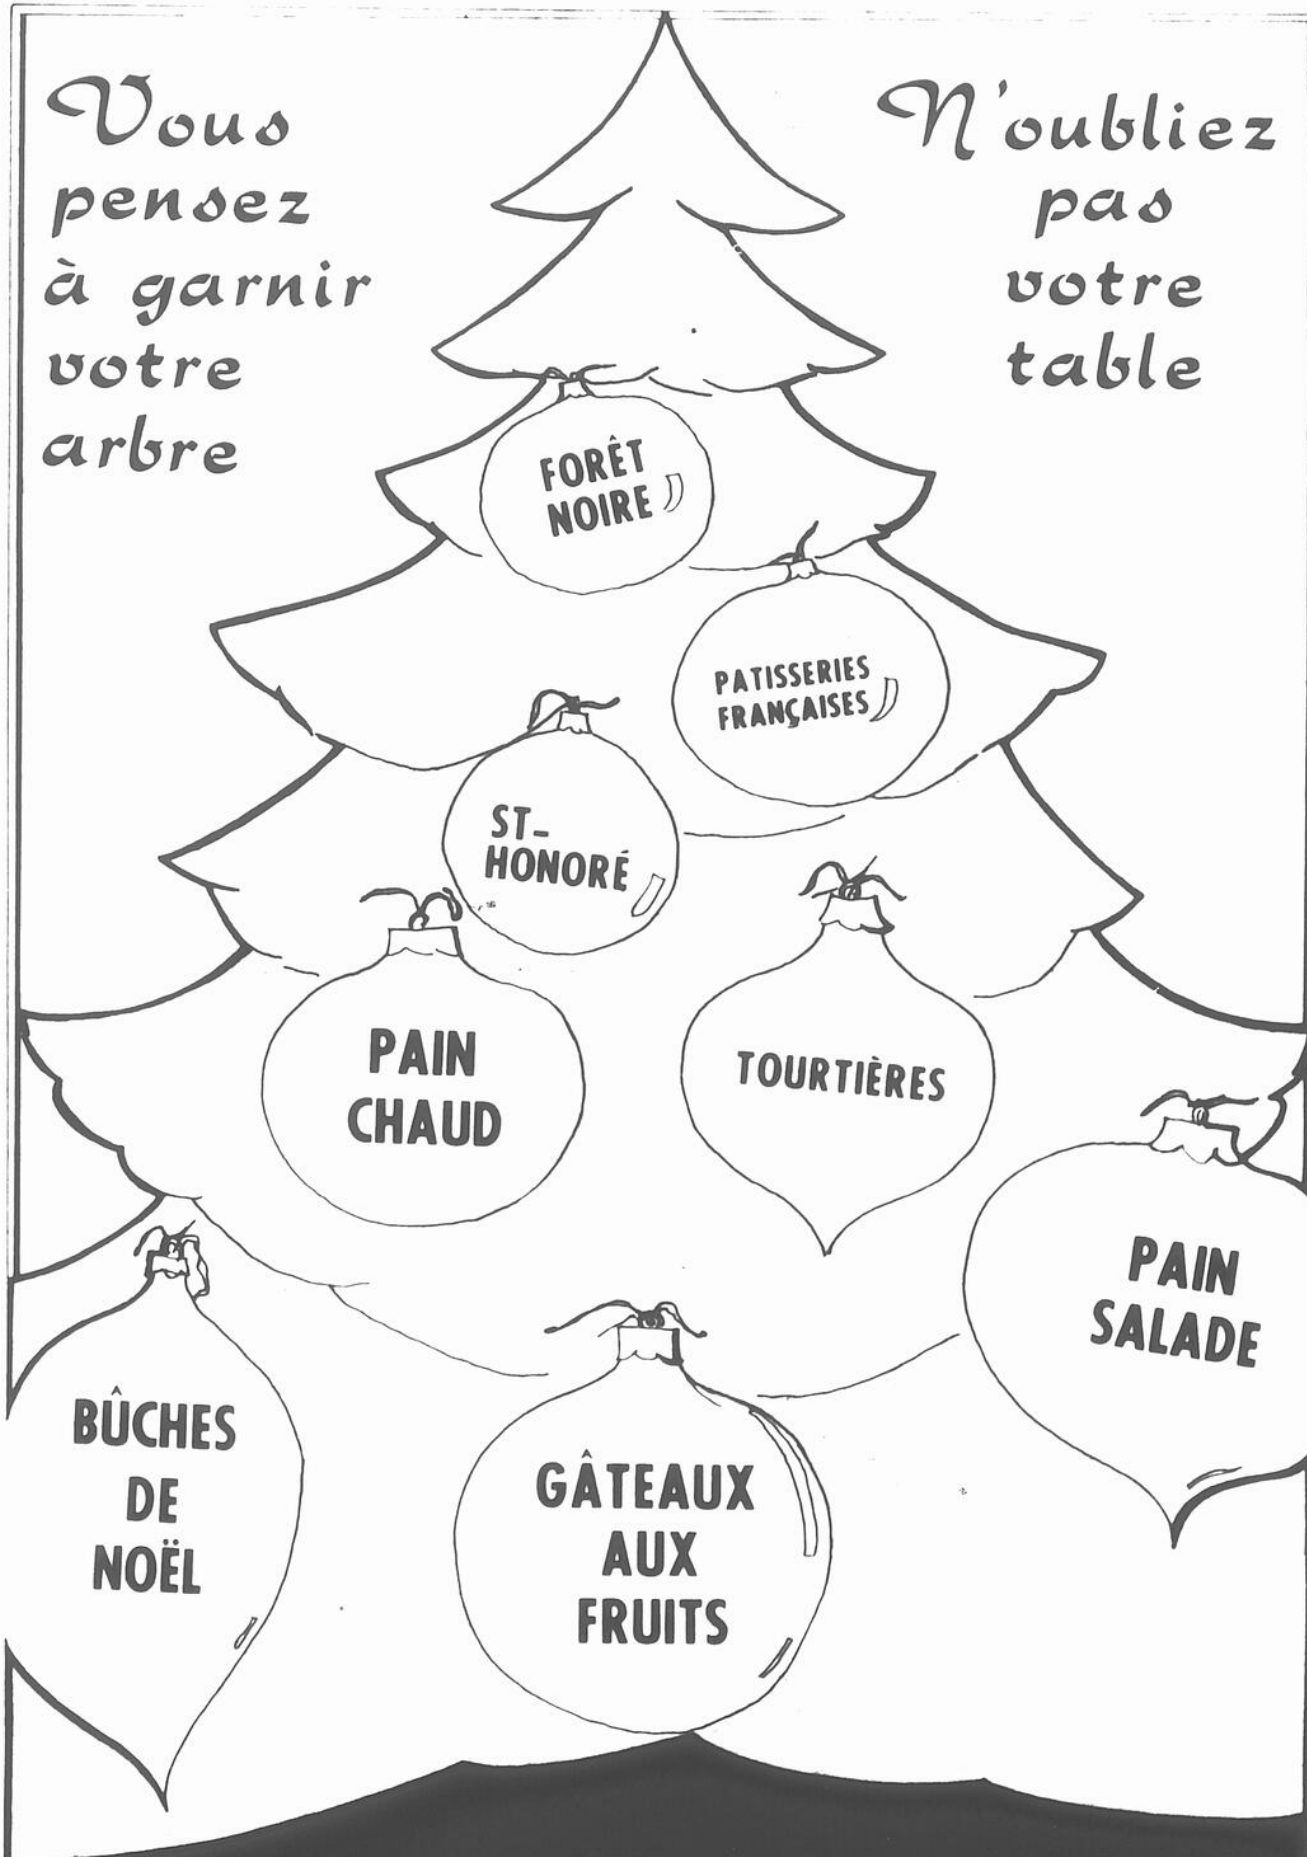 Vous
pensez
à garnir
votre
arbre
N'oubliez
pas
votre
table
FORÊT
NOIRE
PATISSERIES
FRANÇAISES
ST-
HONORÉ
PAIN
CHAUD
TOURTIÈRES
PAIN
SALADE
BÛCHES
DE
NOËL
GÂTEAUX
AUX
FRUITS